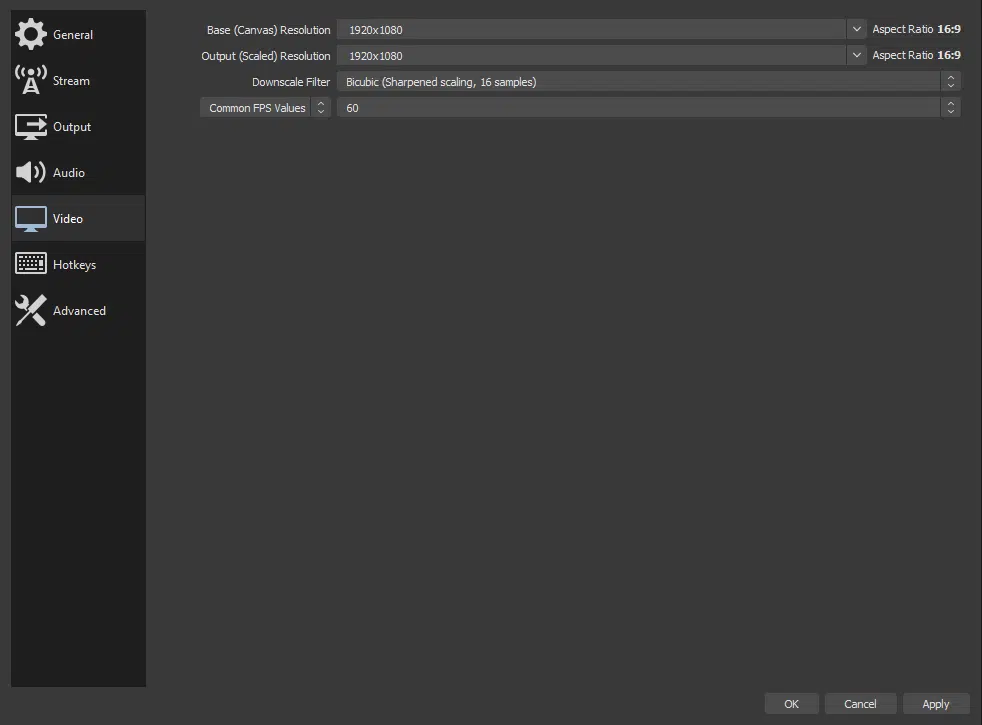 General
Stream
Output
Audio
Video
Hotkeys
Advanced
Base (Canvas) Resolution 1920x1080 Aspect Ratio 16:9
Output (Scaled) Resolution 1920x1080 Aspect Ratio 16:9
Downscale Filter Bicubic (Sharpened scaling, 16 samples)
Common FPS Values 60
OK Cancel Apply